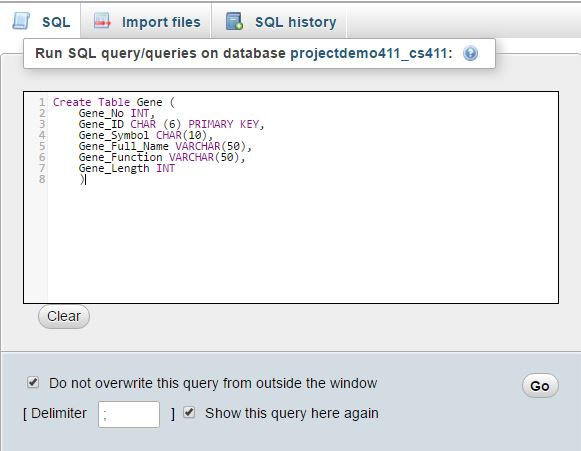 SQL Import files SQL history
Run SQL query/queries on database projectdemo411_cs411:
1 Create Table Gene (
2 Gene_No INT,
3 Gene_ID CHAR (6) PRIMARY KEY,
4 Gene_Symbol CHAR(10),
5 Gene_Full_Name VARCHAR(50),
6 Gene_Function VARCHAR(50),
7 Gene_Length INT
8 )
Clear
Do not overwrite this query from outside the window
Go
[ Delimiter ; ] Show this query here again